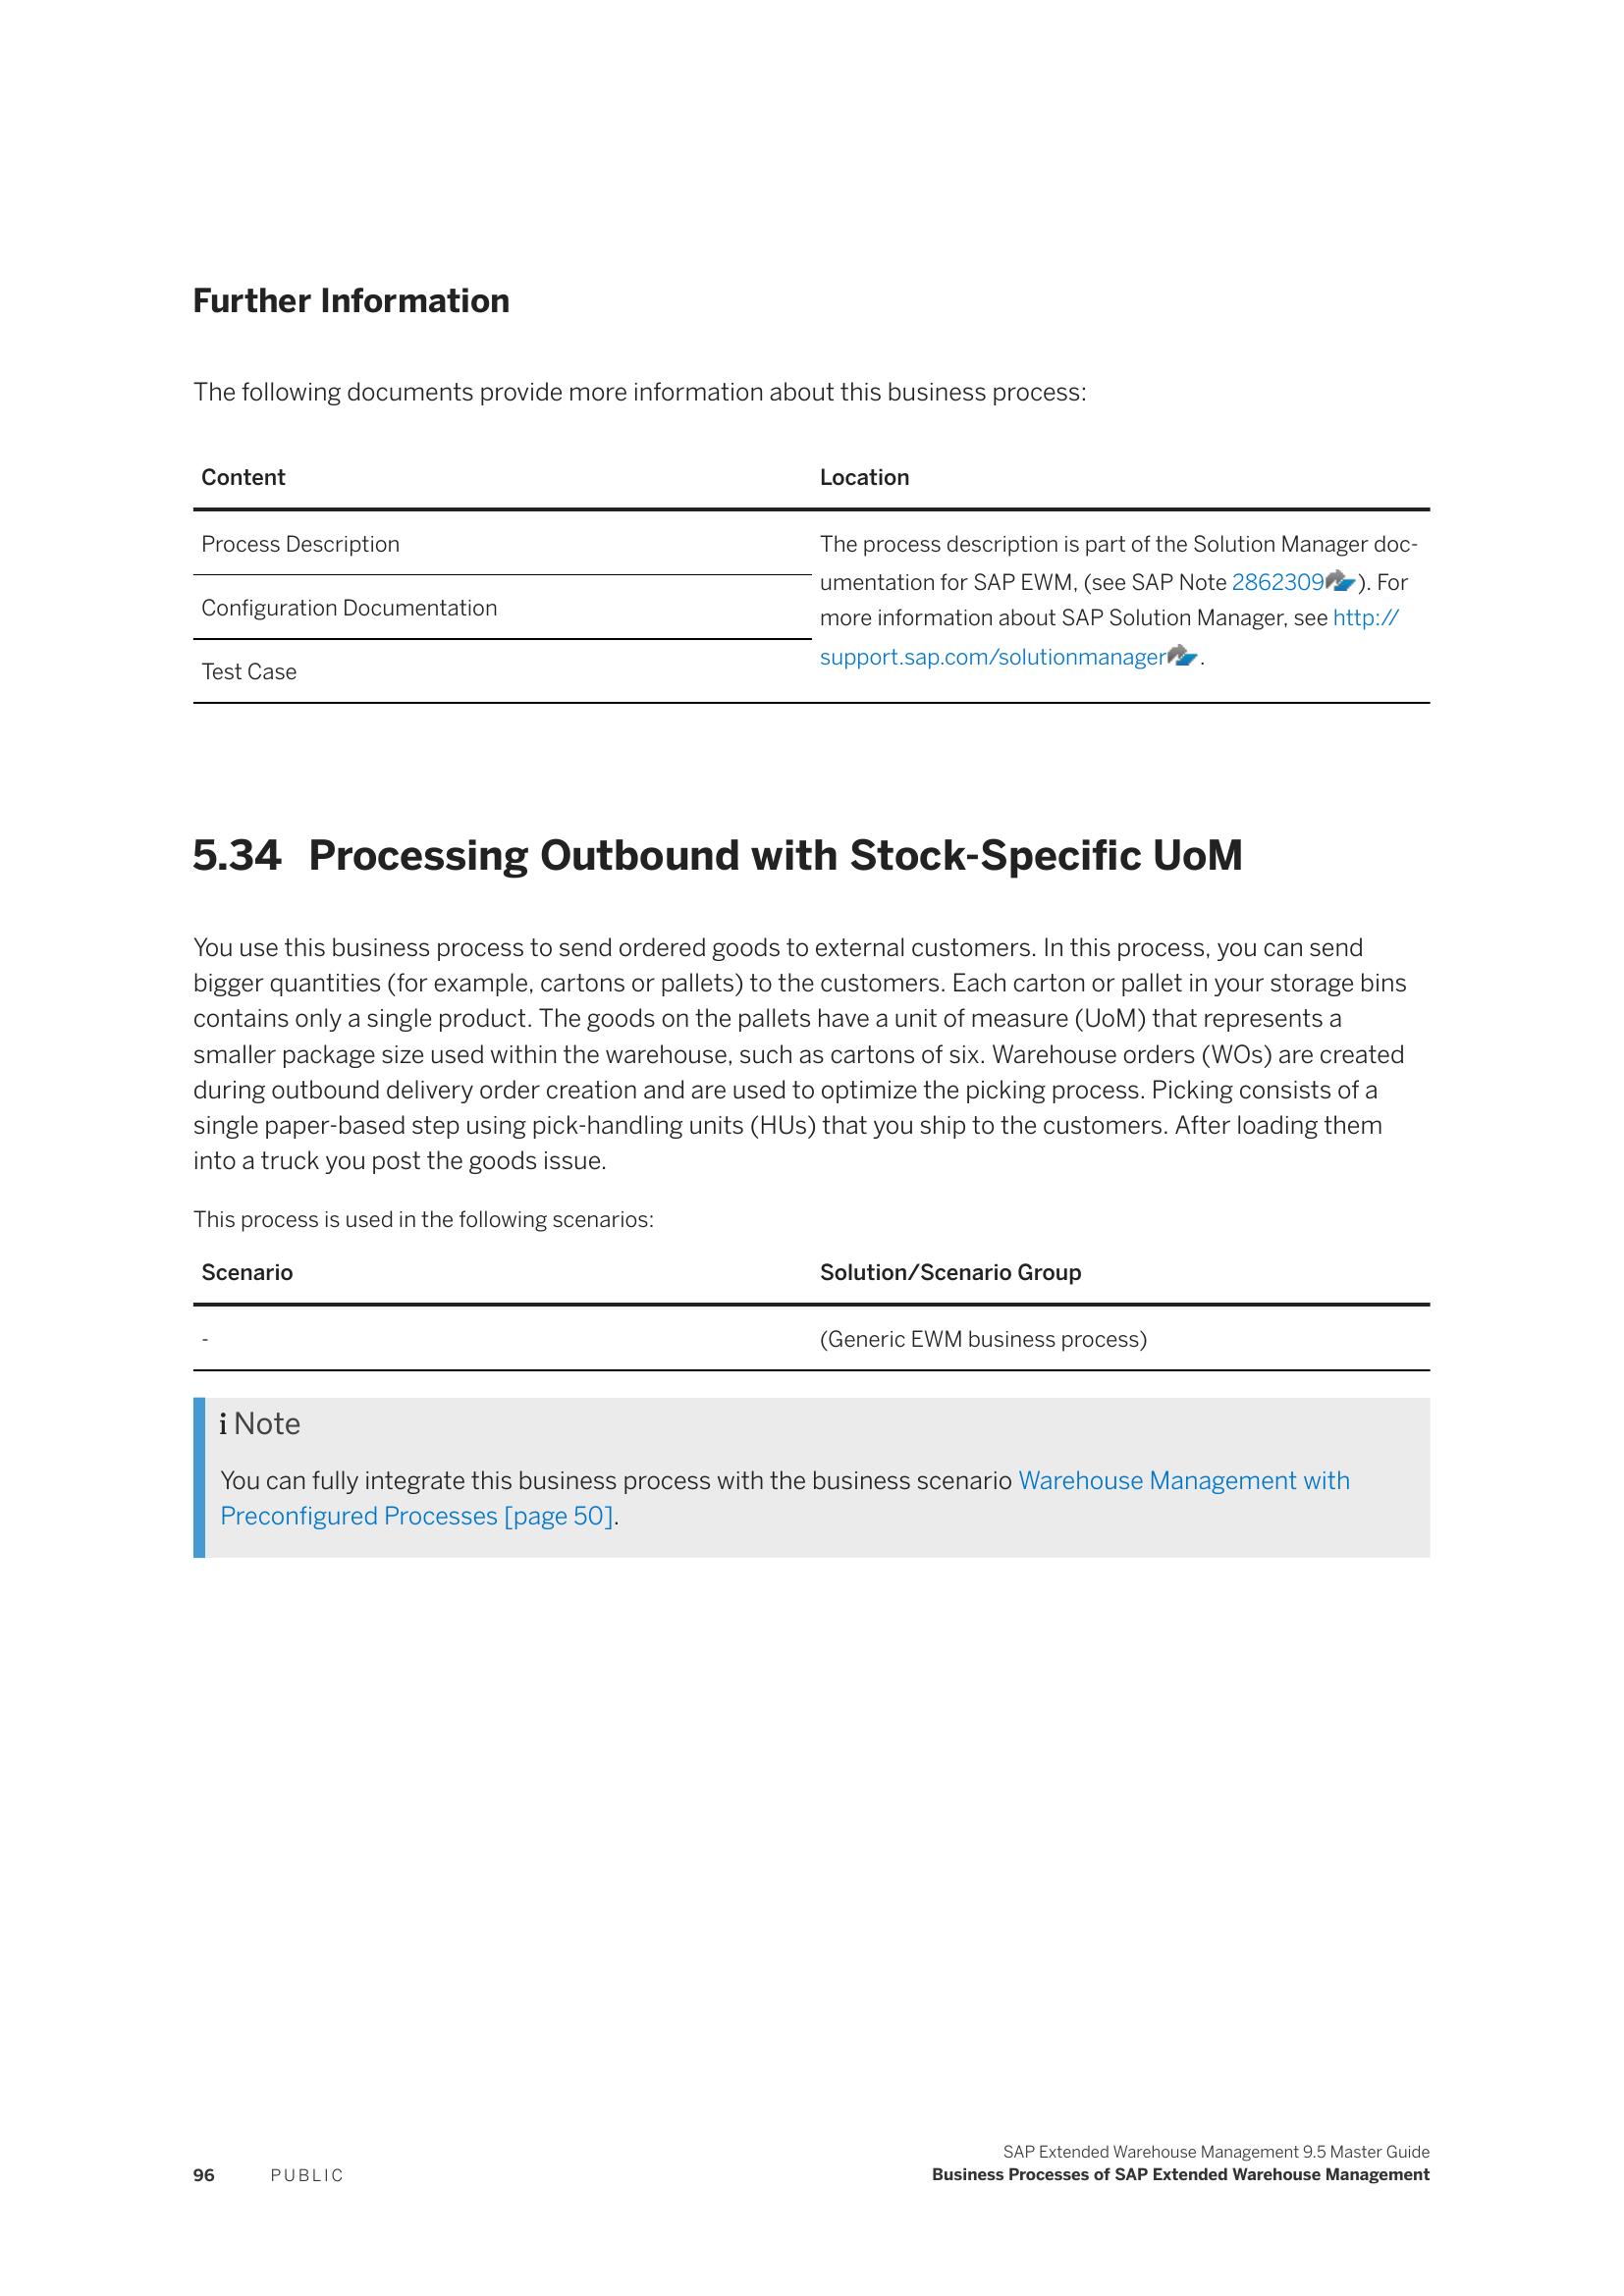 Further Information
The following documents provide more information about this business process:
Content Location
Process Description
Configuration Documentation
Test Case
The process description is part of the Solution Manager doc-
umentation for SAP EWM, (see SAP Note 2862309). For
more information about SAP Solution Manager, see http://
support.sap.com/solutionmanager.
5.34 Processing Outbound with Stock-Specific UoM
You use this business process to send ordered goods to external customers. In this process, you can send
bigger quantities (for example, cartons or pallets) to the customers. Each carton or pallet in your storage bins
contains only a single product. The goods on the pallets have a unit of measure (UoM) that represents a
smaller package size used within the warehouse, such as cartons of six. Warehouse orders (WOs) are created
during outbound delivery order creation and are used to optimize the picking process. Picking consists of a
single paper-based step using pick-handling units (HUs) that you ship to the customers. After loading them
into a truck you post the goods issue.
This process is used in the following scenarios:
Scenario Solution/Scenario Group
- (Generic EWM business process)
i Note
You can fully integrate this business process with the business scenario Warehouse Management with
Preconfigured Processes [page 50].
SAP Extended Warehouse Management 9.5 Master Guide
96 PUBLIC Business Processes of SAP Extended Warehouse Management